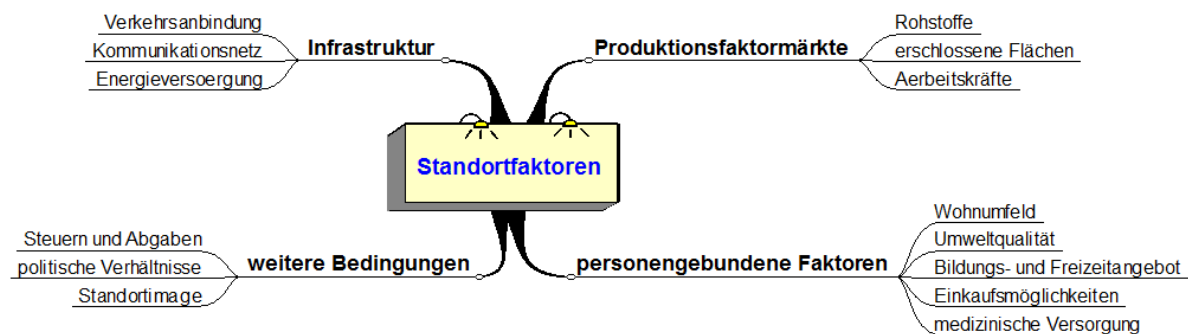 Verkehrsanbindung
Kommunikationsnetz
Energieversoergung
Infrastruktur
Produktionsfaktormärkte
Rohstoffe
erschlossene Flächen
Aerbeitskräfte
Standortfaktoren
Steuern und Abgaben
politische Verhältnisse
Standortimage
weitere Bedingungen
personengebundene Faktoren
Wohnumfeld
Umweltqualität
Bildungs- und Freizeitangebot
Einkaufsmöglichkeiten
medizinische Versorgung